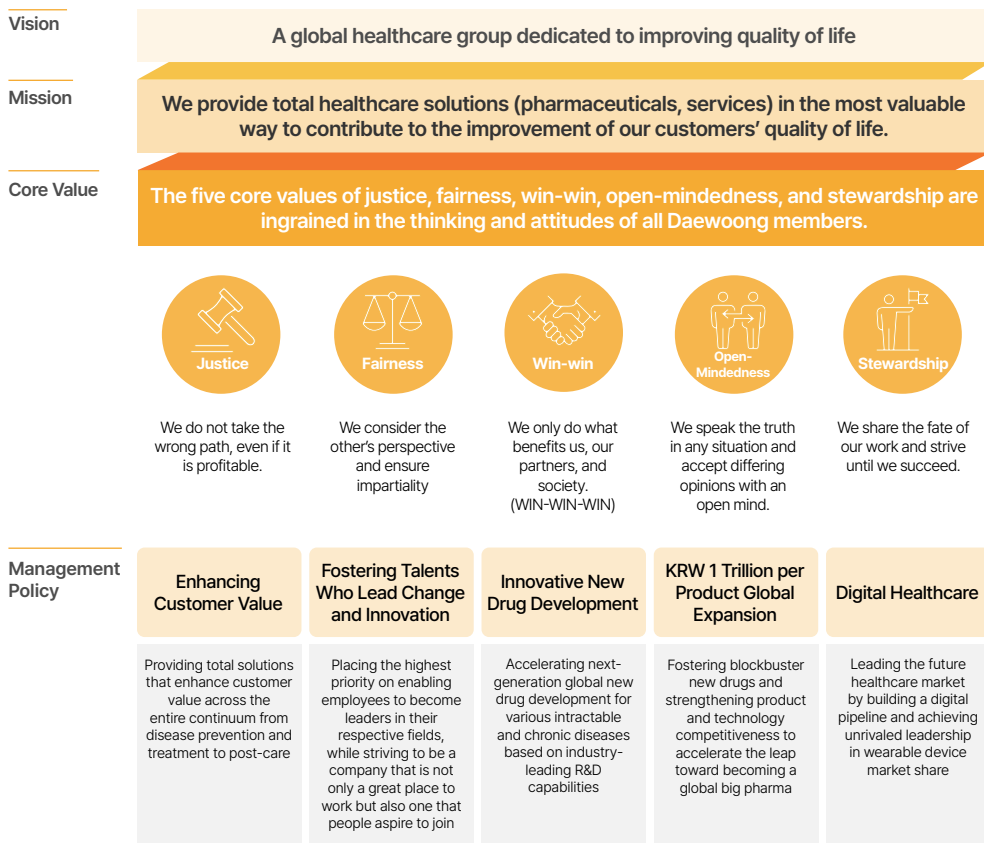 Vision
A global healthcare group dedicated to improving quality of life
Mission
We provide total healthcare solutions (pharmaceuticals, services) in the most valuable
way to contribute to the improvement of our customers’ quality of life.
Core Value
The five core values of justice, fairness, win-win, open-mindedness, and stewardship are
ingrained in the thinking and attitudes of all Daewoong members.
Justice
We do not take the
wrong path, even if it
is profitable.
Fairness
We consider the
other’s perspective
and ensure
impartiality
Win-win
We only do what
benefits us, our
partners, and
society.
(WIN-WIN-WIN)
Open-
Mindedness
We speak the truth
in any situation and
accept differing
opinions with an
open mind.
Stewardship
We share the fate of
our work and strive
until we succeed.
Management
Policy
Enhancing
Customer Value
Providing total solutions
that enhance customer
value across the
entire continuum from
disease prevention and
treatment to post-care
Fostering Talents
Who Lead Change
and Innovation
Placing the highest
priority on enabling
employees to become
leaders in their
respective fields,
while striving to be a
company that is not
only a great place to
work but also one that
people aspire to join
Innovative New
Drug Development
Accelerating next-
generation global new
drug development for
various intractable
and chronic diseases
based on industry-
leading R&D
capabilities
KRW 1 Trillion per
Product Global
Expansion
Fostering blockbuster
new drugs and
strengthening product
and technology
competitiveness to
accelerate the leap
toward becoming a
global big pharma
Digital Healthcare
Leading the future
healthcare market
by building a digital
pipeline and achieving
unrivaled leadership
in wearable device
market share